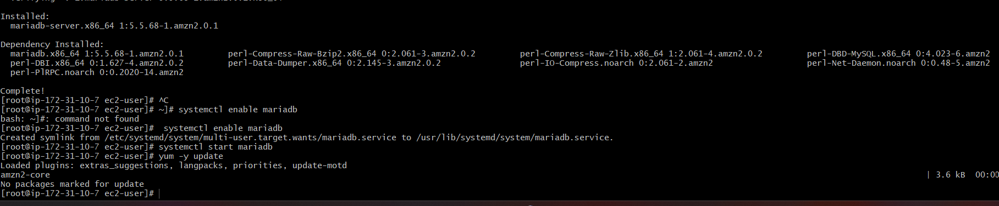 Installed:
  mariadb-server.x86_64 1:5.5.68-1.amzn2.0.1
Dependency Installed:
  mariadb.x86_64 1:5.5.68-1.amzn2.0.1         perl-Compress-Raw-Bzip2.x86_64 0:2.061-3.amzn2.0.2         perl-Compress-Raw-Zlib.x86_64 1:2.061-4.amzn2.0.2         perl-DBD-MySQL.x86_64 0:4.023-6.amzn2
  perl-DBI.x86_64 0:1.627-4.amzn2.0.2         perl-Data-Dumper.x86_64 0:2.145-3.amzn2.0.2                perl-IO-Compress.noarch 0:2.061-2.amzn2                   perl-Net-Daemon.noarch 0:0.48-5.amzn2
  perl-PlRPC.noarch 0:0.2020-14.amzn2
Complete!
[root@ip-172-31-10-7 ec2-user]# ^C
[root@ip-172-31-10-7 ec2-user]# ~]# systemctl enable mariadb
bash: ~]#: command not found
[root@ip-172-31-10-7 ec2-user]#  systemctl enable mariadb
Created symlink from /etc/systemd/system/multi-user.target.wants/mariadb.service to /usr/lib/systemd/system/mariadb.service.
[root@ip-172-31-10-7 ec2-user]# systemctl start mariadb
[root@ip-172-31-10-7 ec2-user]# yum -y update
Loaded plugins: extras_suggestions, langpacks, priorities, update-motd
amzn2-core | 3.6 kB  00:00
No packages marked for update
[root@ip-172-31-10-7 ec2-user]#